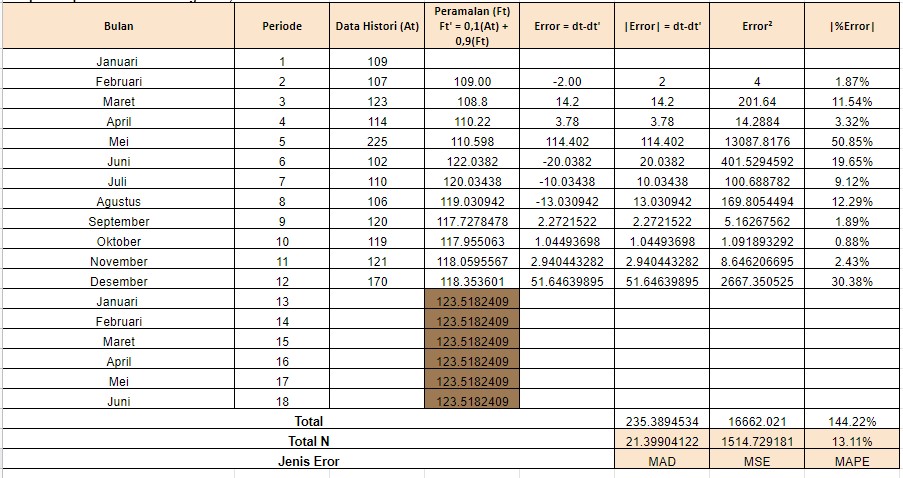 Bulan Periode Data Histori (At) Peramalan (Ft) Ft' = 0,1(At) + 0,9(Ft) Error = dt-dt' |Error| = dt-dt' Error² |%Error|
Januari 1 109
Februari 2 107 109.00 -2.00 2 4 1.87%
Maret 3 123 108.8 14.2 14.2 201.64 11.54%
April 4 114 110.22 3.78 3.78 14.2884 3.32%
Mei 5 225 110.598 114.402 114.402 13087.8176 50.85%
Juni 6 102 122.0382 -20.0382 20.0382 401.5294592 19.65%
Juli 7 110 120.03438 -10.03438 10.03438 100.688782 9.12%
Agustus 8 106 119.030942 -13.030942 13.030942 169.8054494 12.29%
September 9 120 117.7278478 2.2721522 2.2721522 5.16267562 1.89%
Oktober 10 119 117.955063 1.04493698 1.04493698 1.091893292 0.88%
November 11 121 118.0595567 2.940443282 2.940443282 8.646206695 2.43%
Desember 12 170 118.353601 51.64639895 51.64639895 2667.350525 30.38%
Januari 13 123.5182409
Februari 14 123.5182409
Maret 15 123.5182409
April 16 123.5182409
Mei 17 123.5182409
Juni 18 123.5182409
Total 235.3894534 16662.021 144.22%
Total N 21.39904122 1514.729181 13.11%
Jenis Eror MAD MSE MAPE